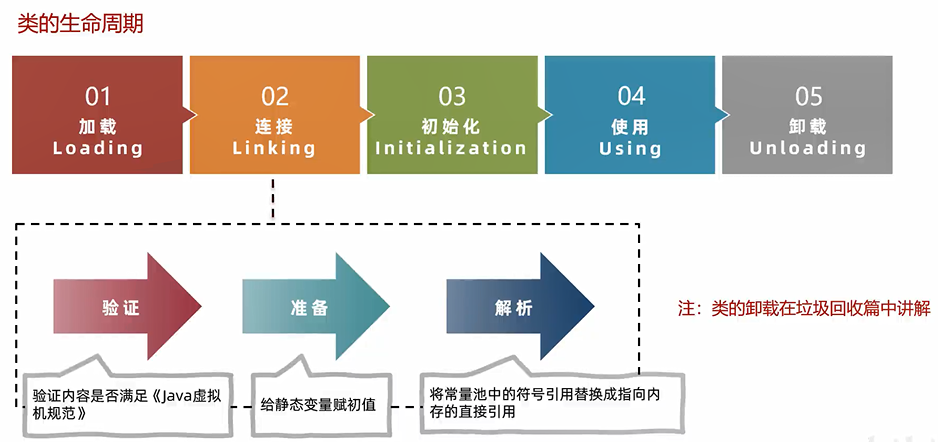 类的生命周期
01
加载
Loading
02
连接
Linking
03
初始化
Initialization
04
使用
Using
05
卸载
Unloading
验证
准备
解析
注：类的卸载在垃圾回收篇中讲解
验证内容是否满足《Java虚拟
机规范》
给静态变量赋初值
将常量池中的符号引用替换成指向内
存的直接引用